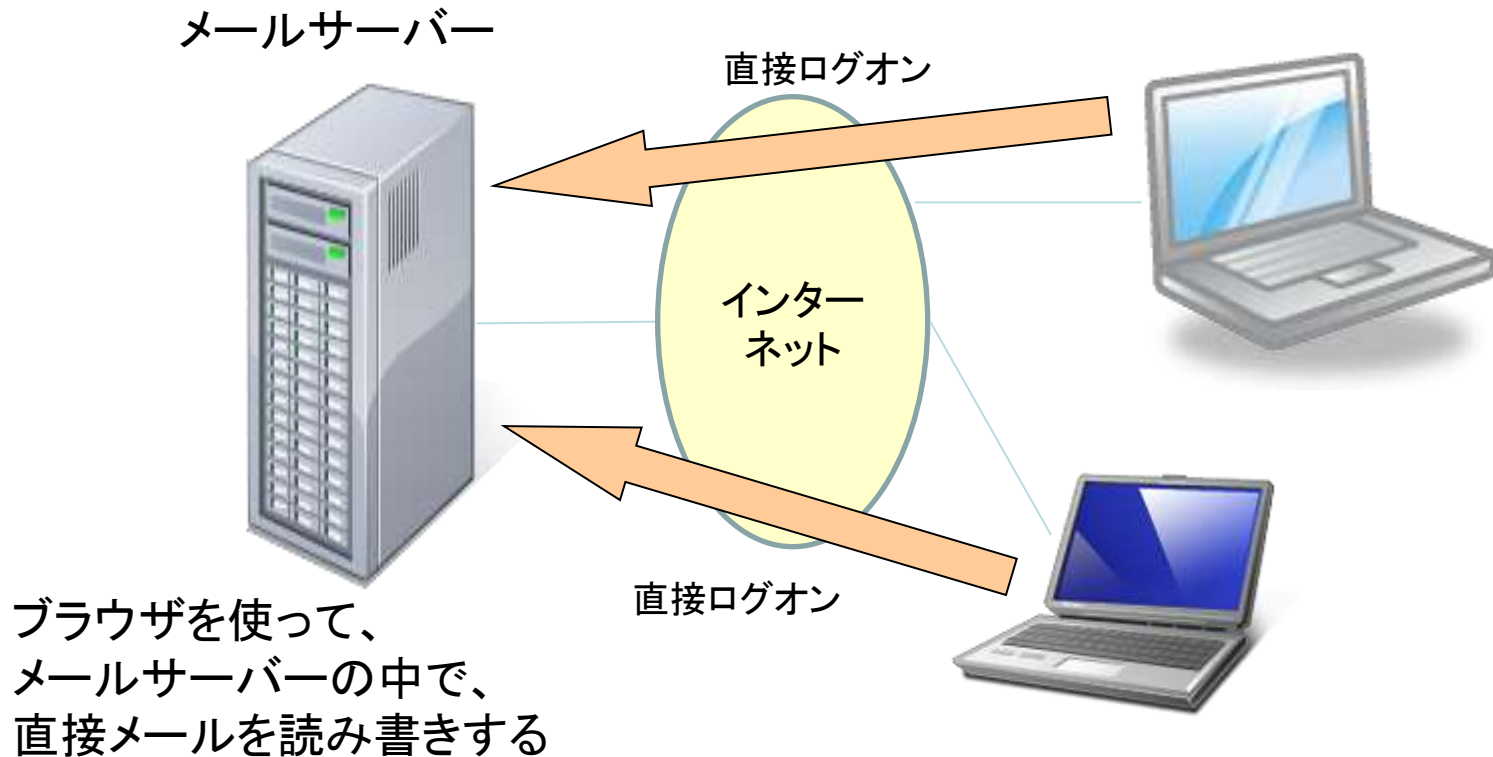 メールサーバー
直接ログオン
インター
ネット
直接ログオン
ブラウザを使って、
メールサーバーの中で、
直接メールを読み書きする